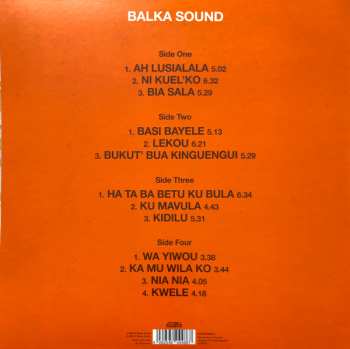 BALKA SOUND
Side One
1. AH LUSIALALA 5.02
2. NI KUEL'KO 6.32
3. BIA SALA 5.29
Side Two
1. BASI BAYELE 5.13
2. LEKOU 6.21
3. BUKUT' BUA KINGUENGUI 5.29
Side Three
1. HA TA BA BETU KU BULA 6.34
2. KU MAVULA 4.43
3. KIDILU 5.31
Side Four
1. WA YIWOU 3.38
2. KA MU WILA KO 3.44
3. NIA NIA 4.05
4. KWELE 4.18